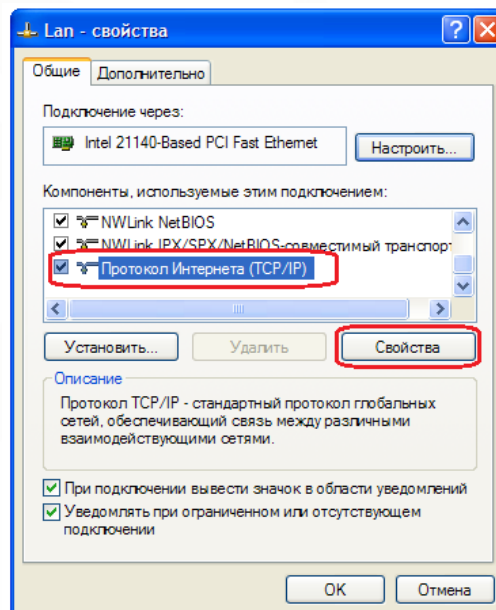 Lan - свойства
Общие
Дополнительно
Подключение через:
Intel 21140-Based PCI Fast Ethernet
Настроить...
Компоненты, используемые этим подключением:
NWLink NetBIOS
NWLink IPX/SPX/NetBIOS-совместимый транспорт
Протокол Интернета (TCP/IP)
Установить...
Удалить
Свойства
Описание
Протокол TCP/IP - стандартный протокол глобальных
сетей, обеспечивающий связь между различными
взаимодействующими сетями.
При подключении вывести значок в области уведомлений
Уведомлять при ограниченном или отсутствующем
подключении
OK
Отмена